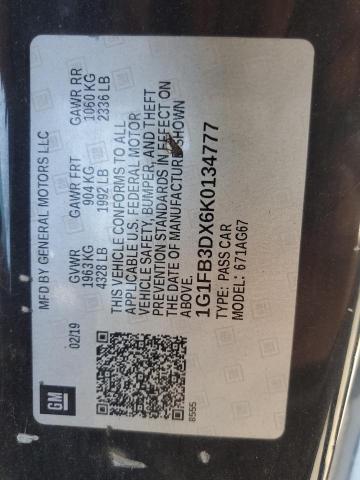 MFD BY GENERAL MOTORS LLC
02/19
GVWR GAWR FRT GAWR RR
1963 KG 904 KG 1060 KG
4328 LB 1992 LB 2336 LB
THIS VEHICLE CONFORMS TO ALL
APPLICABLE U.S. FEDERAL MOTOR
VEHICLE SAFETY, BUMPER, AND THEFT
PREVENTION STANDARDS IN EFFECT ON
THE DATE OF MANUFACTURE SHOWN
ABOVE.
1G1FB3DX6K0134777
TYPE: PASS CAR
MODEL: 671AG67
GM
8555